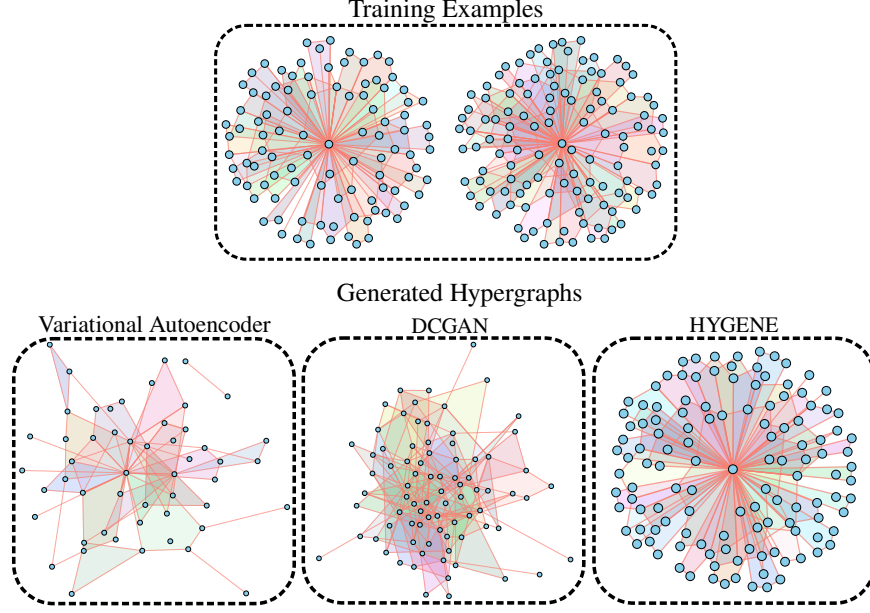 Training Examples
Generated Hypergraphs
Variational Autoencoder
DCGAN
HYGENE